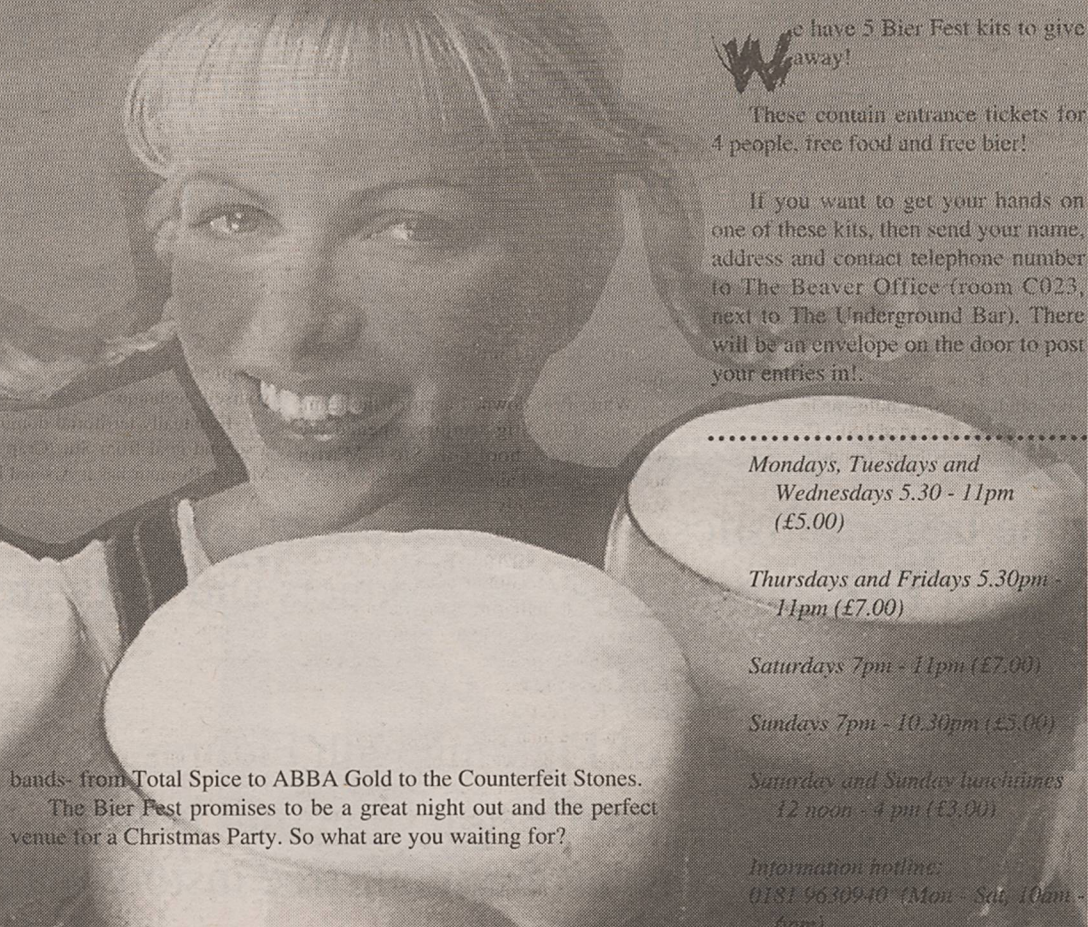 We have 5 Bier Fest kits to give
away!
These contain entrance tickets for
4 people, free food and free bier!
If you want to get your hands on
one of these kits, then send your name,
address and contact telephone number
to The Beaver Office (room C023,
next to The Underground Bar). There
will be an envelope on the door to post
your entries in!.
Mondays, Tuesdays and
Wednesdays 5.30 - 11pm
(£5.00)
Thursdays and Fridays 5.30pm -
11pm (£7.00)
Saturdays 7pm - 11pm (£7.00)
Sundays 7pm - 10.30pm (£5.00)
Saturday and Sunday lunchtimes
12 noon - 4 pm (£3.00)
Information hotline:
0181 9630940 (Mon - Sat, 10am -
6pm)
bands- from Total Spice to ABBA Gold to the Counterfeit Stones.
The Bier Fest promises to be a great night out and the perfect
venue for a Christmas Party. So what are you waiting for?